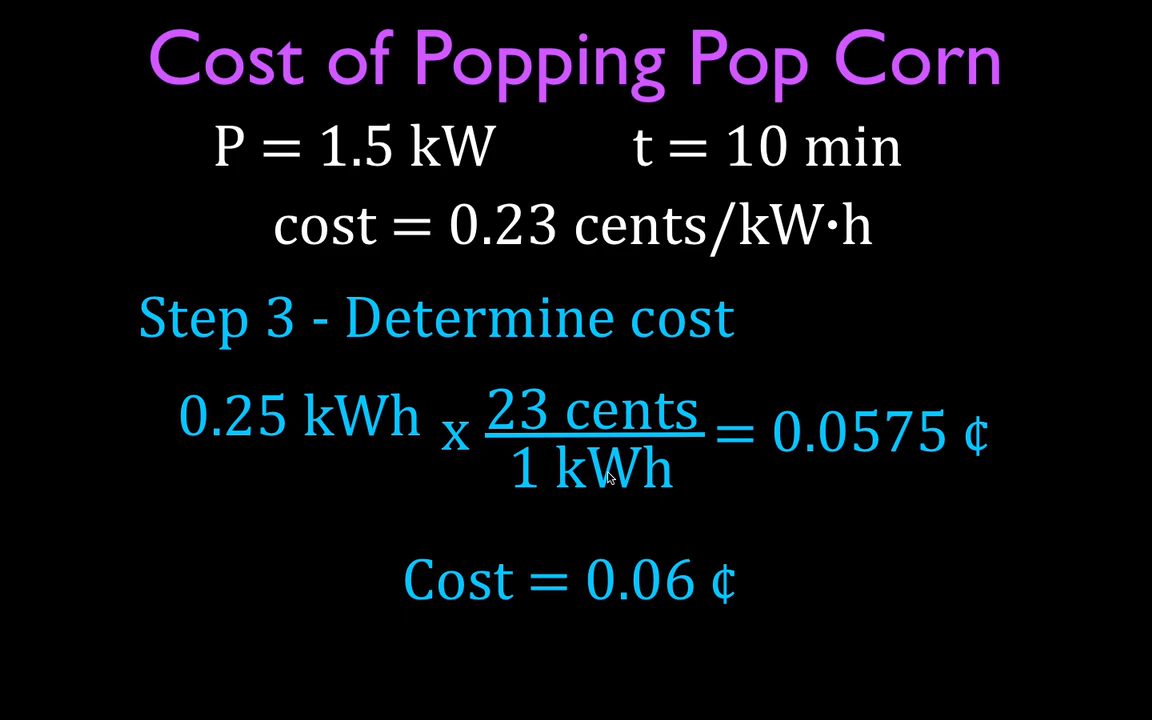 Cost of Popping Pop Corn
P = 1.5 kW t = 10 min
cost = 0.23 cents/kW·h
Step 3 - Determine cost
0.25 kWh x 23 cents / 1 kWh = 0.0575 ¢
Cost = 0.06 ¢